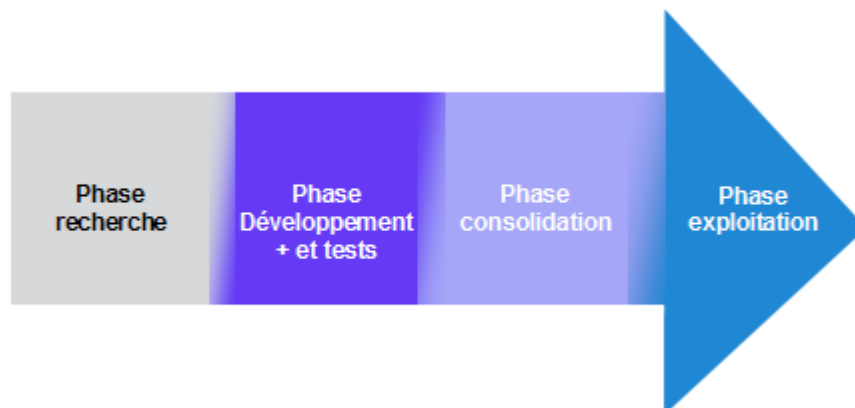 Phase
recherche
Phase
Développement
+ et tests
Phase
consolidation
Phase
exploitation